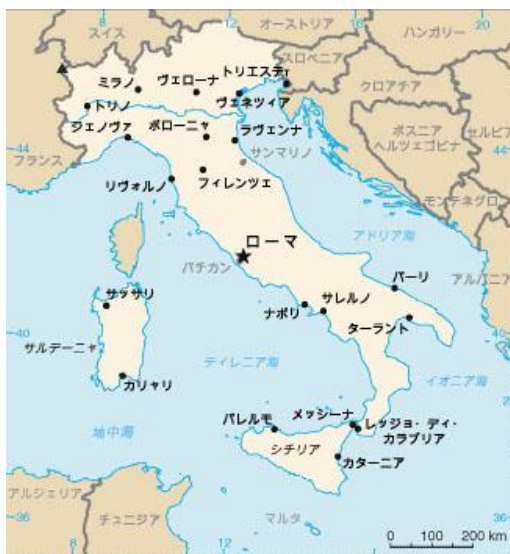 8
スイス
12
オーストリア
16
ハンガリー
20
スロベニア
トリエステ
ミラノ
ヴェローナ
クロアチア
トリノ
ヴェネツィア
ジェノヴァ
ボローニャ
ラヴェンナ
ボスニア
ヘルツェゴビナ
セルビア
44
44
フランス
サンマリノ
リヴォルノ
フィレンツェ
モンテネグロ
アドリア海
ローマ
バチカン
アルバニア
バーリ
サッサリ
ナポリ
サレルノ
ターラント
40
40
サルデーニャ
ティレニア海
イオニア海
カリャリ
メッシーナ
パレルモ
レッジョ・ディ・
カラブリア
地中海
シチリア
カターニア
アルジェリア
36
8
チュニジア
12
マルタ
16
36
0 100 200 km